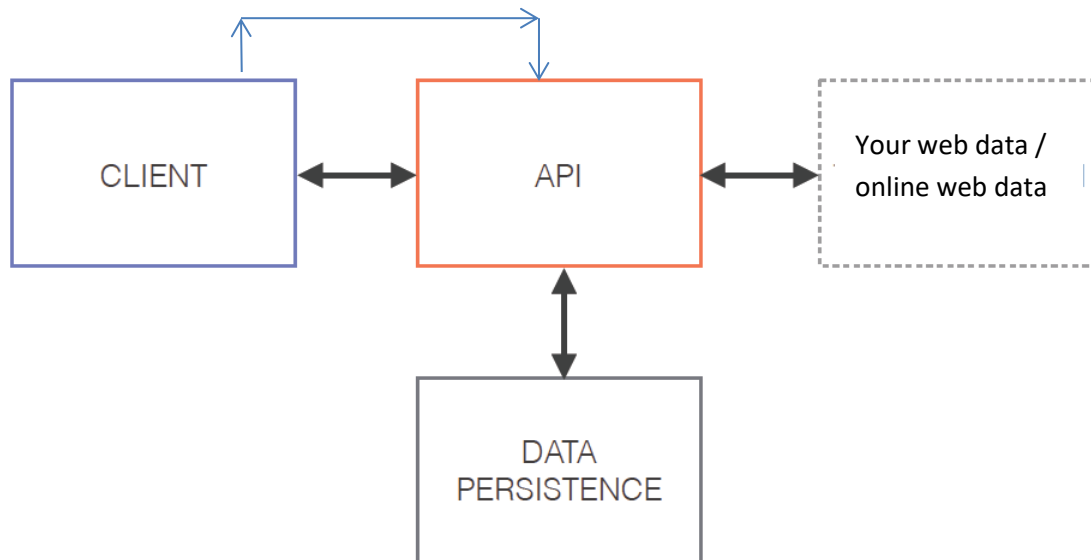 CLIENT
API
Your web data /
online web data
DATA
PERSISTENCE